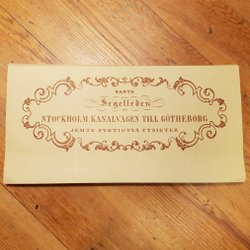 KARTA
Segelleden
STOCKHOLM KANALVÄGEN TILL GÖTHEBORG
JEMTE FYRTIOTVÅ UTSIGTER